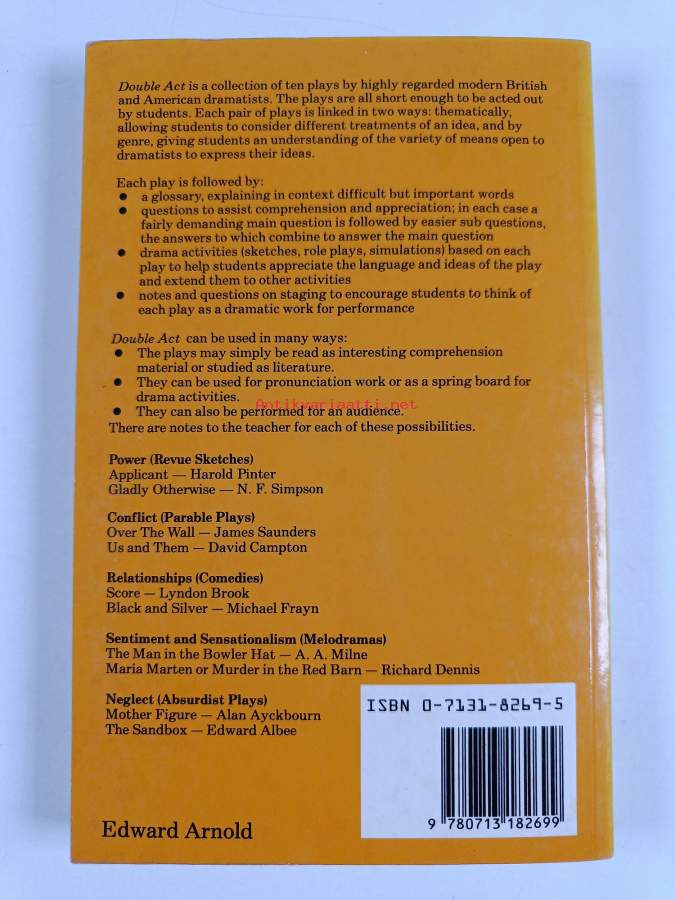 Double Act is a collection of ten plays by highly regarded modern British
and American dramatists. The plays are all short enough to be acted out
by students. Each pair of plays is linked in two ways: thematically,
allowing students to consider different treatments of an idea, and by
genre, giving students an understanding of the variety of means open to
dramatists to express their ideas.
Each play is followed by:
● a glossary, explaining in context difficult but important words
● questions to assist comprehension and appreciation; in each case a
fairly demanding main question is followed by easier sub questions,
the answers to which combine to answer the main question
● drama activities (sketches, role plays, simulations) based on each
play to help students appreciate the language and ideas of the play
and extend them to other activities
● notes and questions on staging to encourage students to think of
each play as a dramatic work for performance
Double Act can be used in many ways:
● The plays may simply be read as interesting comprehension
material or studied as literature.
● They can be used for pronunciation work or as a spring board for
drama activities.
Antikvariaatti.net
● They can also be performed for an audience.
There are notes to the teacher for each of these possibilities.
Power (Revue Sketches)
Applicant — Harold Pinter
Gladly Otherwise — N. F. Simpson
Conflict (Parable Plays)
Over The Wall — James Saunders
Us and Them — David Campton
Relationships (Comedies)
Score — Lyndon Brook
Black and Silver — Michael Frayn
Sentiment and Sensationalism (Melodramas)
The Man in the Bowler Hat — A. A. Milne
Maria Marten or Murder in the Red Barn — Richard Dennis
Neglect (Absurdist Plays)
Mother Figure — Alan Ayckbourn
The Sandbox — Edward Albee
ISBN 0-7131-8269-5
9 780713 182699
Edward Arnold